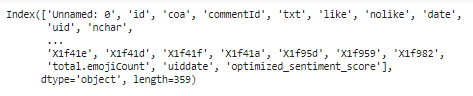 Index(['Unnamed: 0', 'id', 'coa', 'commentId', 'txt', 'like', 'nolike', 'date',
'uid', 'nchar',
...
'X1f41e', 'X1f41d', 'X1f41f', 'X1f41a', 'X1f95d', 'X1f959', 'X1f982',
'total.emojiCount', 'uiddate', 'optimized_sentiment_score'],
dtype='object', length=359)